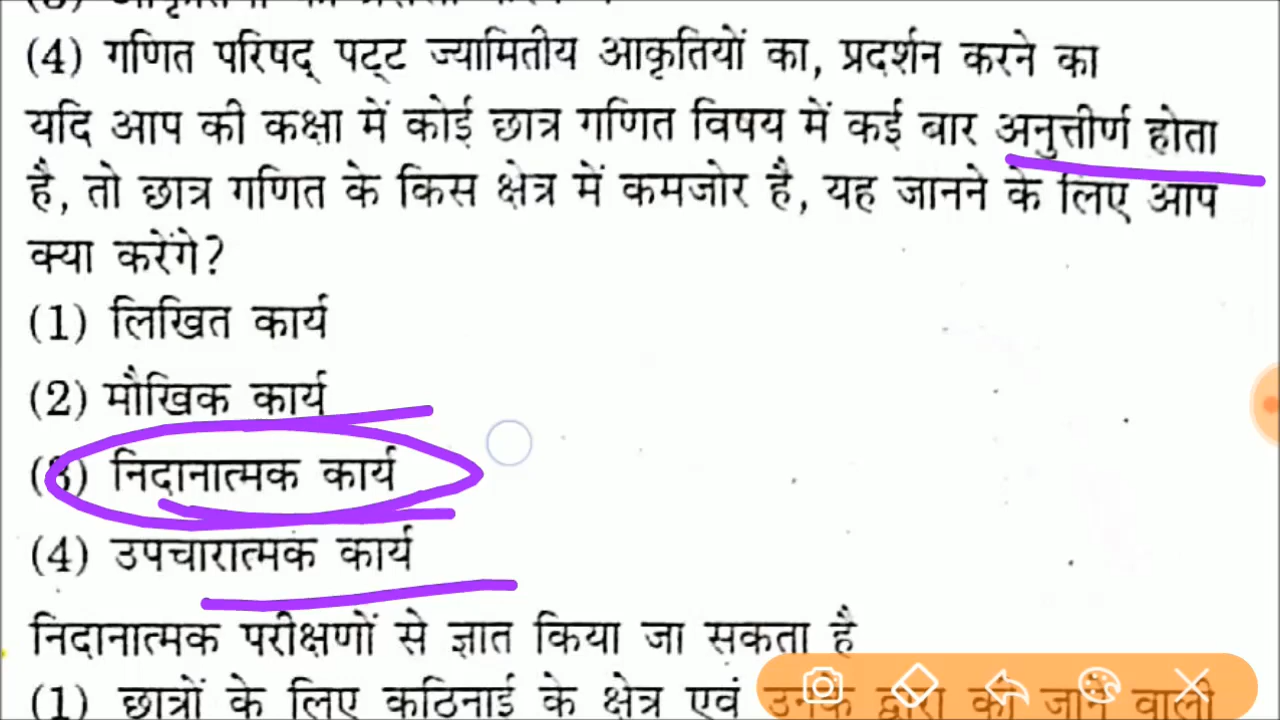 (4) गणित परिषद् पट्ट ज्यामितीय आकृतियों का, प्रदर्शन करने का
यदि आप की कक्षा में कोई छात्र गणित विषय में कई बार अनुत्तीर्ण होता
है, तो छात्र गणित के किस क्षेत्र में कमजोर है, यह जानने के लिए आप
क्या करेंगे?
(1) लिखित कार्य
(2) मौखिक कार्य
(3) निदानात्मक कार्य
(4) उपचारात्मक कार्य
निदानात्मक परीक्षणों से ज्ञात किया जा सकता है
(1) छात्रों के लिए कठिनाई के क्षेत्र एवं उनके द्वारा की जाने वाली